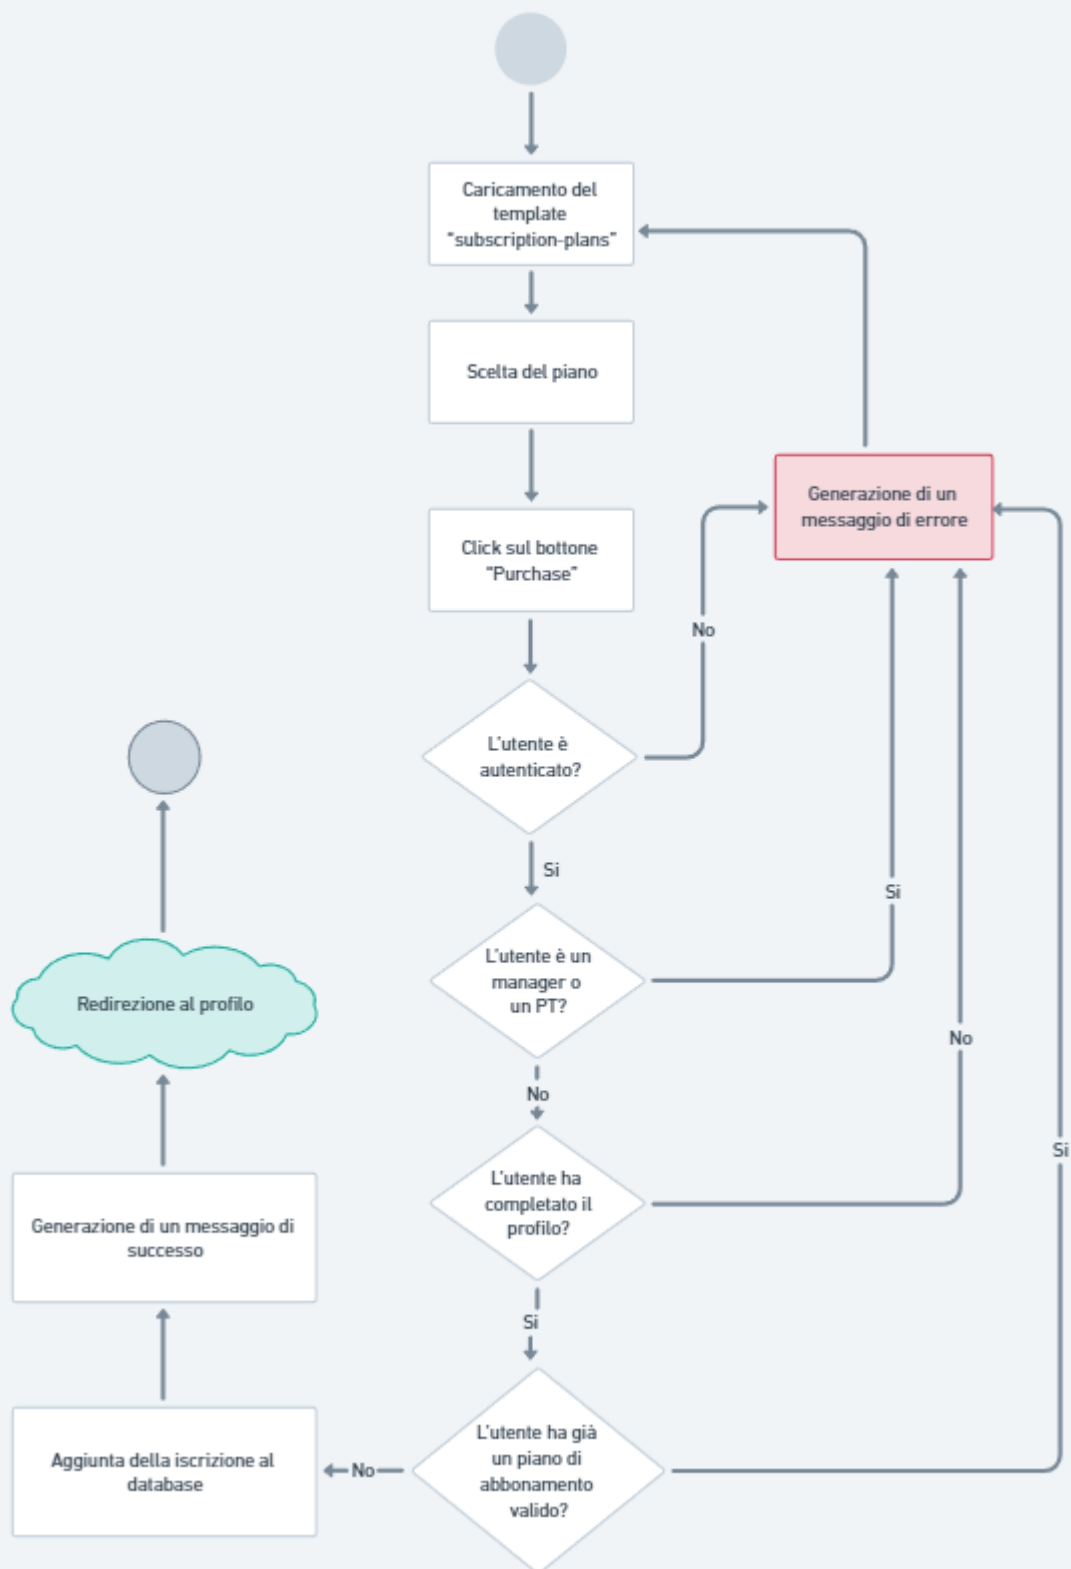 Caricamento del
template
"subscription-plans"
Scelta del piano
Generazione di un
messaggio di errore
Click sul bottone
"Purchase"
No
L'utente è
autenticato?
Si
Si
L'utente è un
manager o
un PT?
Redirezione al profilo
No
No
Si
L'utente ha
completato il
profilo?
Generazione di un messaggio di
successo
Si
L'utente ha già
un piano di
abbonamento
valido?
No
Aggiunta della iscrizione al
database